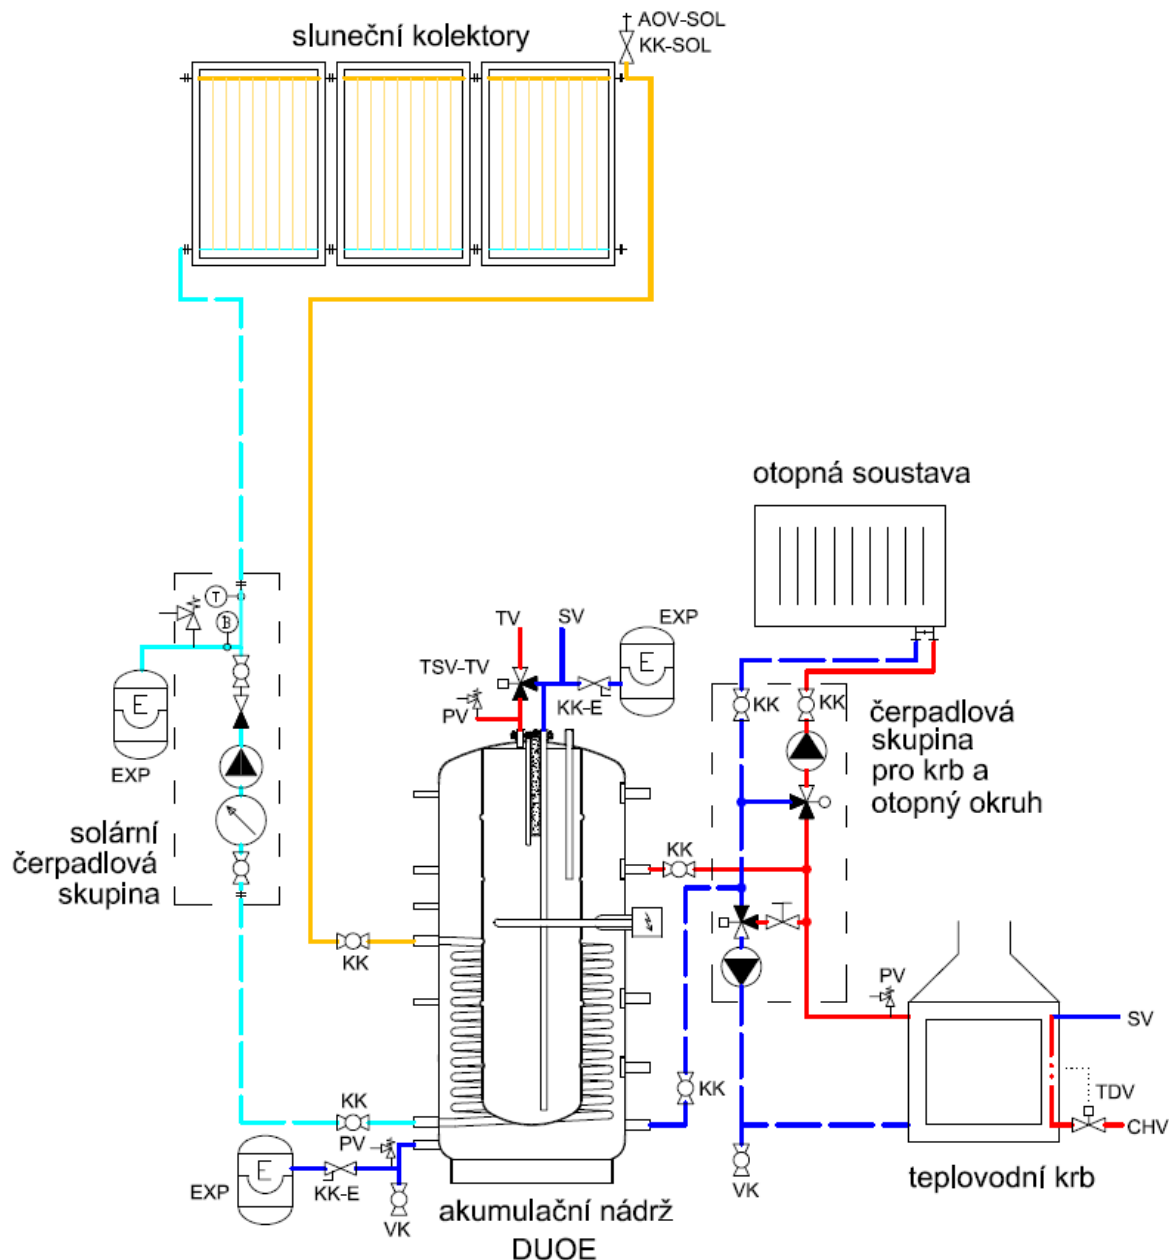 AOV-SOL
sluneční kolektory
KK-SOL
otopná soustava
T
B
TV
SV
EXP
E
TSV-TV
KK-E
PV
E
EXP
KK
KK
čerpadlová
skupina
pro krb a
otopný okruh
solární
čerpadlová
skupina
KK
KK
PV
SV
KK
TDV
CHV
KK
PV
E
EXP
KK-E
VK
VK
teplovodní krb
akumulační nádrž
DUOE